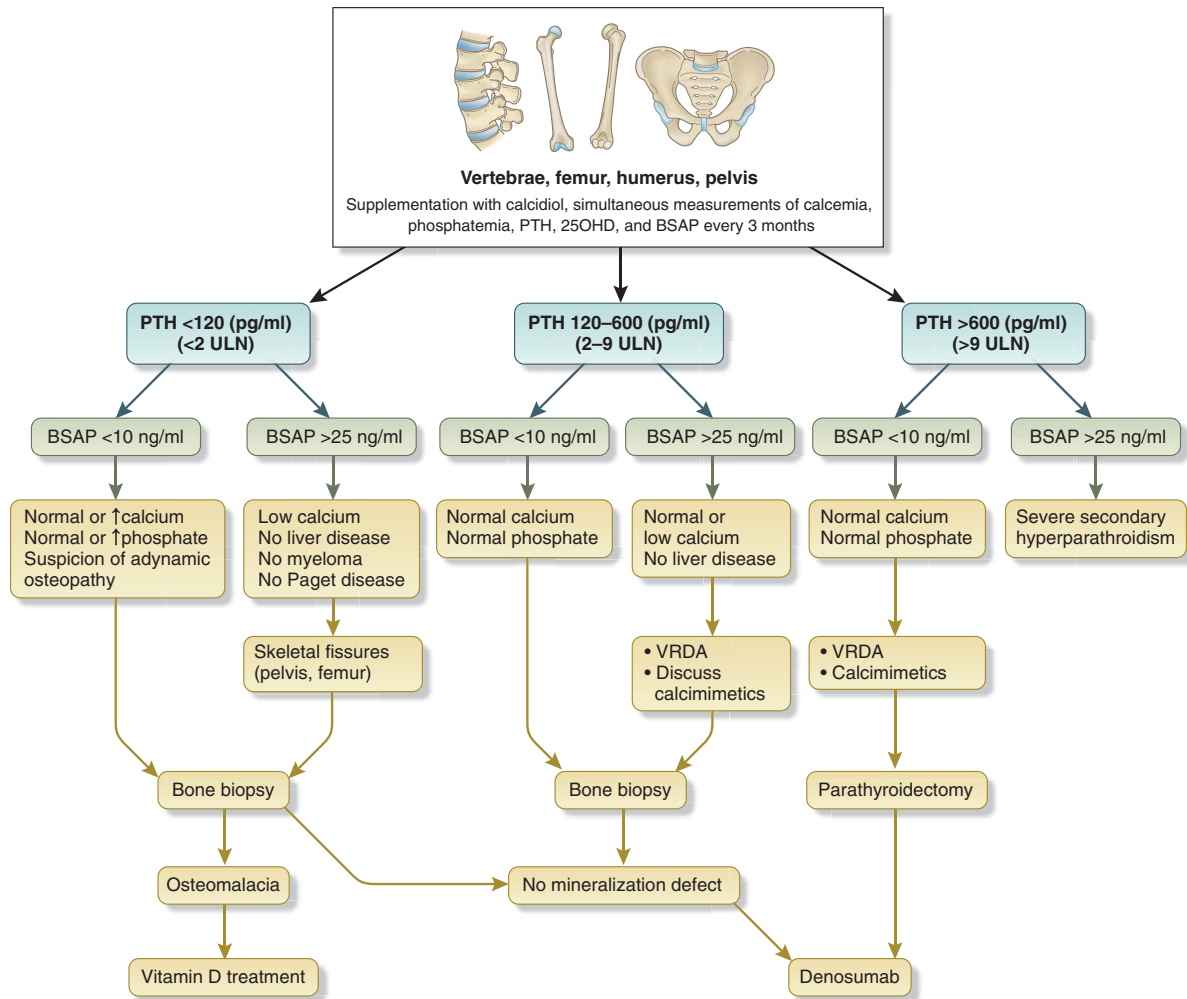 Vertebrae, femur, humerus, pelvis
Supplementation with calcidiol, simultaneous measurements of calcemia,
phosphatemia, PTH, 25OHD, and BSAP every 3 months
PTH <120 (pg/ml)
(<2 ULN)
PTH 120–600 (pg/ml)
(2–9 ULN)
PTH >600 (pg/ml)
(>9 ULN)
BSAP <10 ng/ml
BSAP >25 ng/ml
BSAP <10 ng/ml
BSAP >25 ng/ml
BSAP <10 ng/ml
BSAP >25 ng/ml
Normal or ↑calcium
Normal or ↑phosphate
Suspicion of adynamic
osteopathy
Low calcium
No liver disease
No myeloma
No Paget disease
Normal calcium
Normal phosphate
Normal or
low calcium
No liver disease
Normal calcium
Normal phosphate
Severe secondary
hyperparathroidism
Skeletal fissures
(pelvis, femur)
• VRDA
• Discuss
calcimimetics
• VRDA
• Calcimimetics
Bone biopsy
Bone biopsy
Parathyroidectomy
Osteomalacia
No mineralization defect
Vitamin D treatment
Denosumab